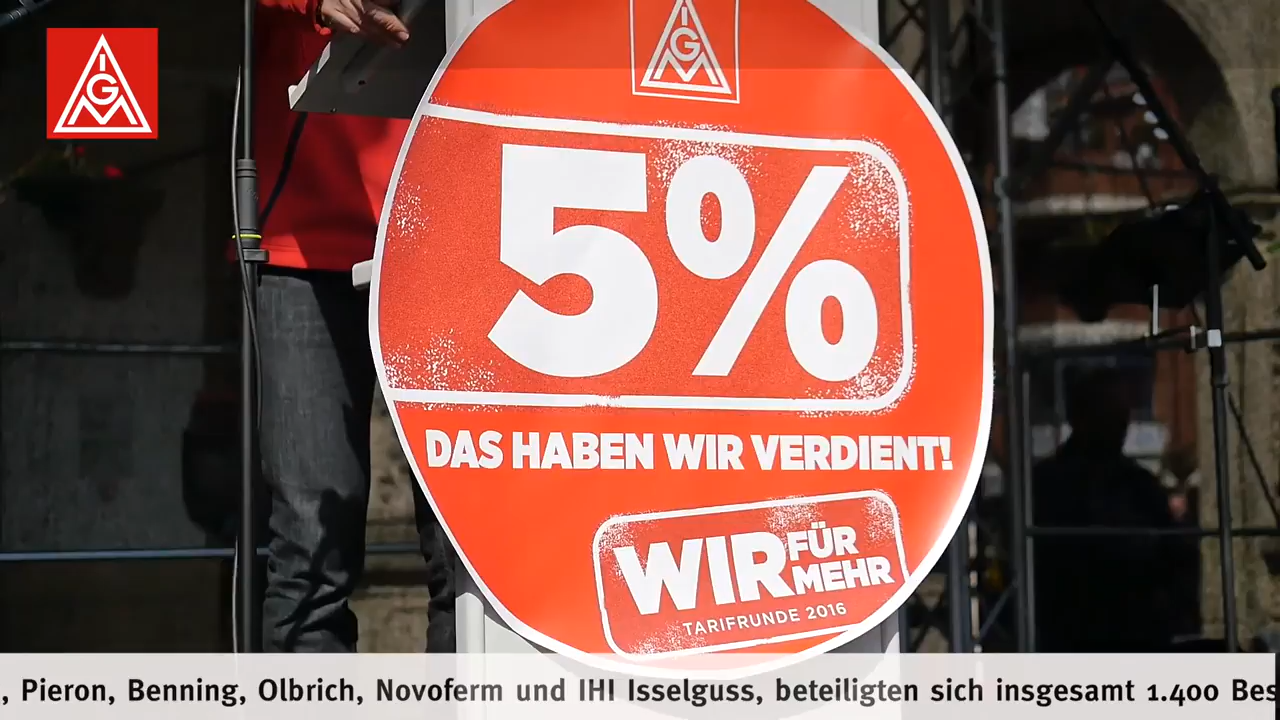 IGM
IGM
5%
DAS HABEN WIR VERDIENT!
WIR FÜR
MEHR
TARIFRUNDE 2016
, Pieron, Benning, Olbrich, Novoferm und IHI Isselguss, beteiligten sich insgesamt 1.400 Bes